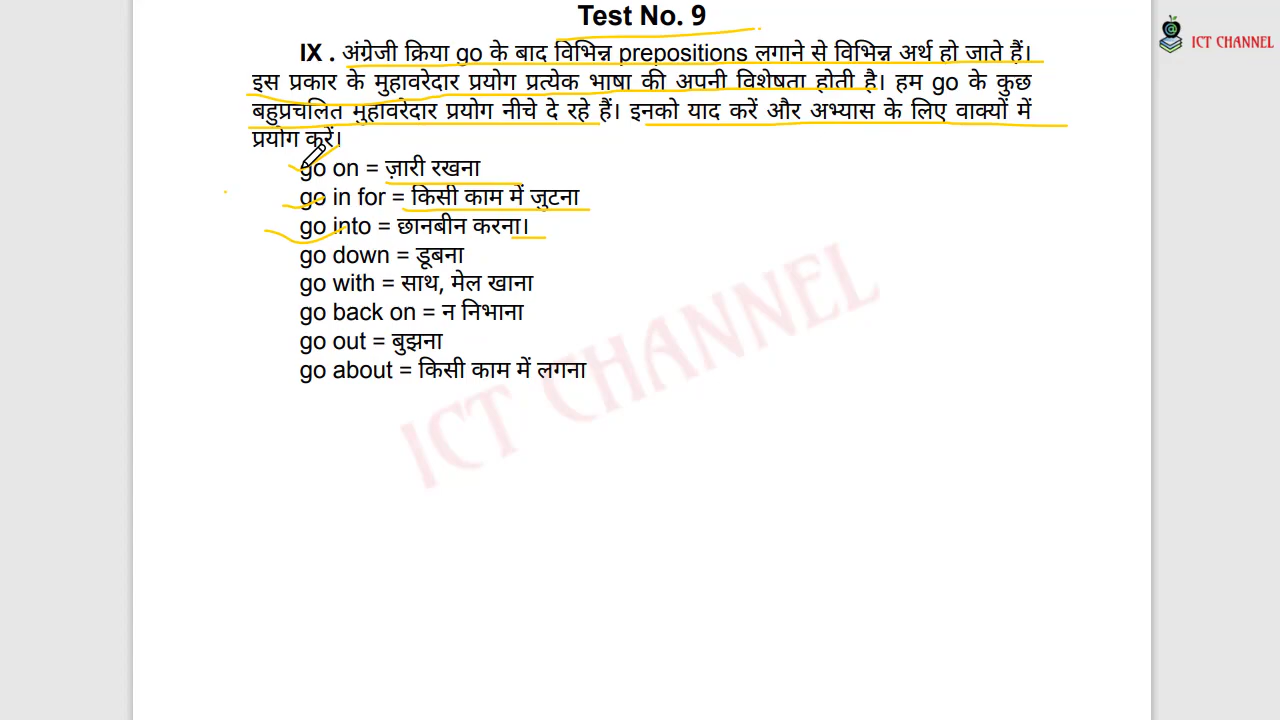 Test No. 9
ICT CHANNEL
IX . अंग्रेजी क्रिया go के बाद विभिन्न prepositions लगाने से विभिन्न अर्थ हो जाते हैं।
इस प्रकार के मुहावरेदार प्रयोग प्रत्येक भाषा की अपनी विशेषता होती है। हम go के कुछ
बहुप्रचलित मुहावरेदार प्रयोग नीचे दे रहे हैं। इनको याद करें और अभ्यास के लिए वाक्यों में
प्रयोग करें।
go on = ज़ारी रखना
go in for = किसी काम में जुटना
go into = छानबीन करना।
go down = डूबना
go with = साथ, मेल खाना
go back on = न निभाना
go out = बुझना
go about = किसी काम में लगना
ICT CHANNEL